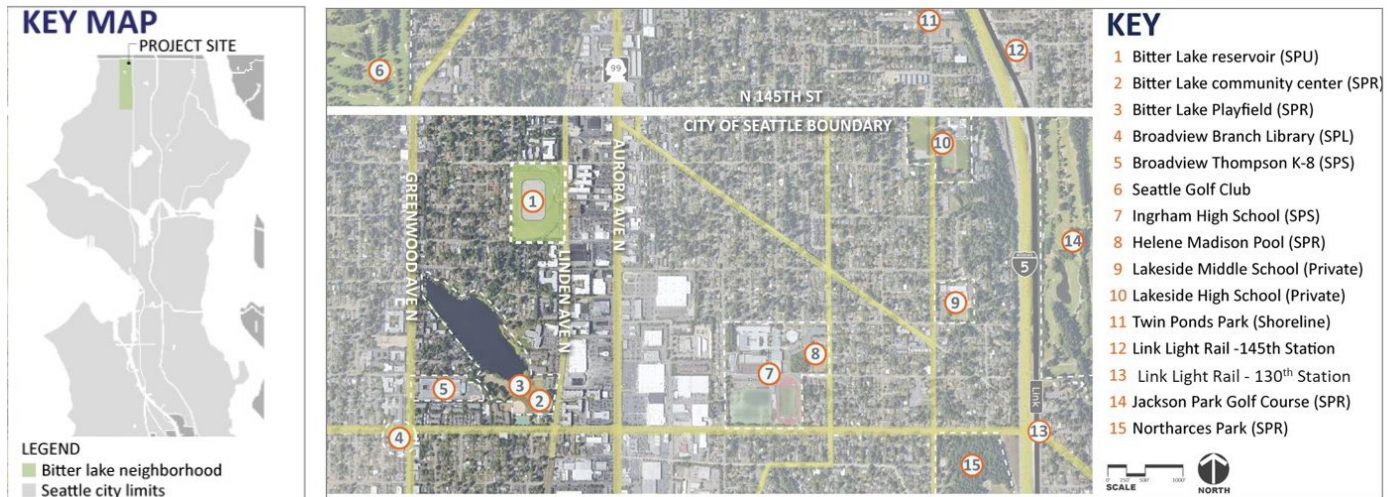 KEY MAP
PROJECT SITE
LEGEND
Bitter lake neighborhood
Seattle city limits
11
12
6
99
N 145TH ST
CITY OF SEATTLE BOUNDARY
10
1
GREENWOOD AVE N
LINDEN AVE N
AURORA AVE N
14
5
9
8
7
3
5
2
Link
4
13
15
KEY
1 Bitter Lake reservoir (SPU)
2 Bitter Lake community center (SPR)
3 Bitter Lake Playfield (SPR)
4 Broadview Branch Library (SPL)
5 Broadview Thompson K-8 (SPS)
6 Seattle Golf Club
7 Ingrham High School (SPS)
8 Helene Madison Pool (SPR)
9 Lakeside Middle School (Private)
10 Lakeside High School (Private)
11 Twin Ponds Park (Shoreline)
12 Link Light Rail -145th Station
13 Link Light Rail - 130th Station
14 Jackson Park Golf Course (SPR)
15 Northarces Park (SPR)
0' 250' 500' 1000'
SCALE
NORTH